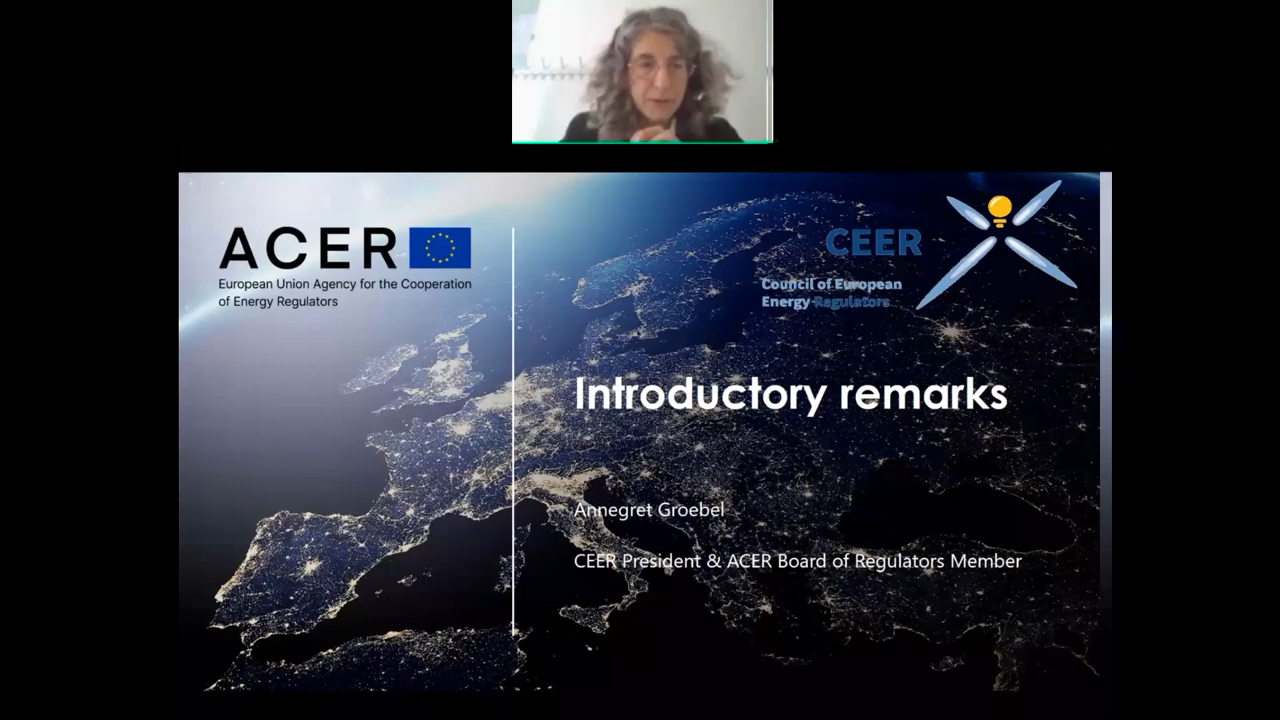 ACER
European Union Agency for the Cooperation
of Energy Regulators
CEER
Council of European
Energy Regulators
Introductory remarks
Annegret Groebel
CEER President & ACER Board of Regulators Member